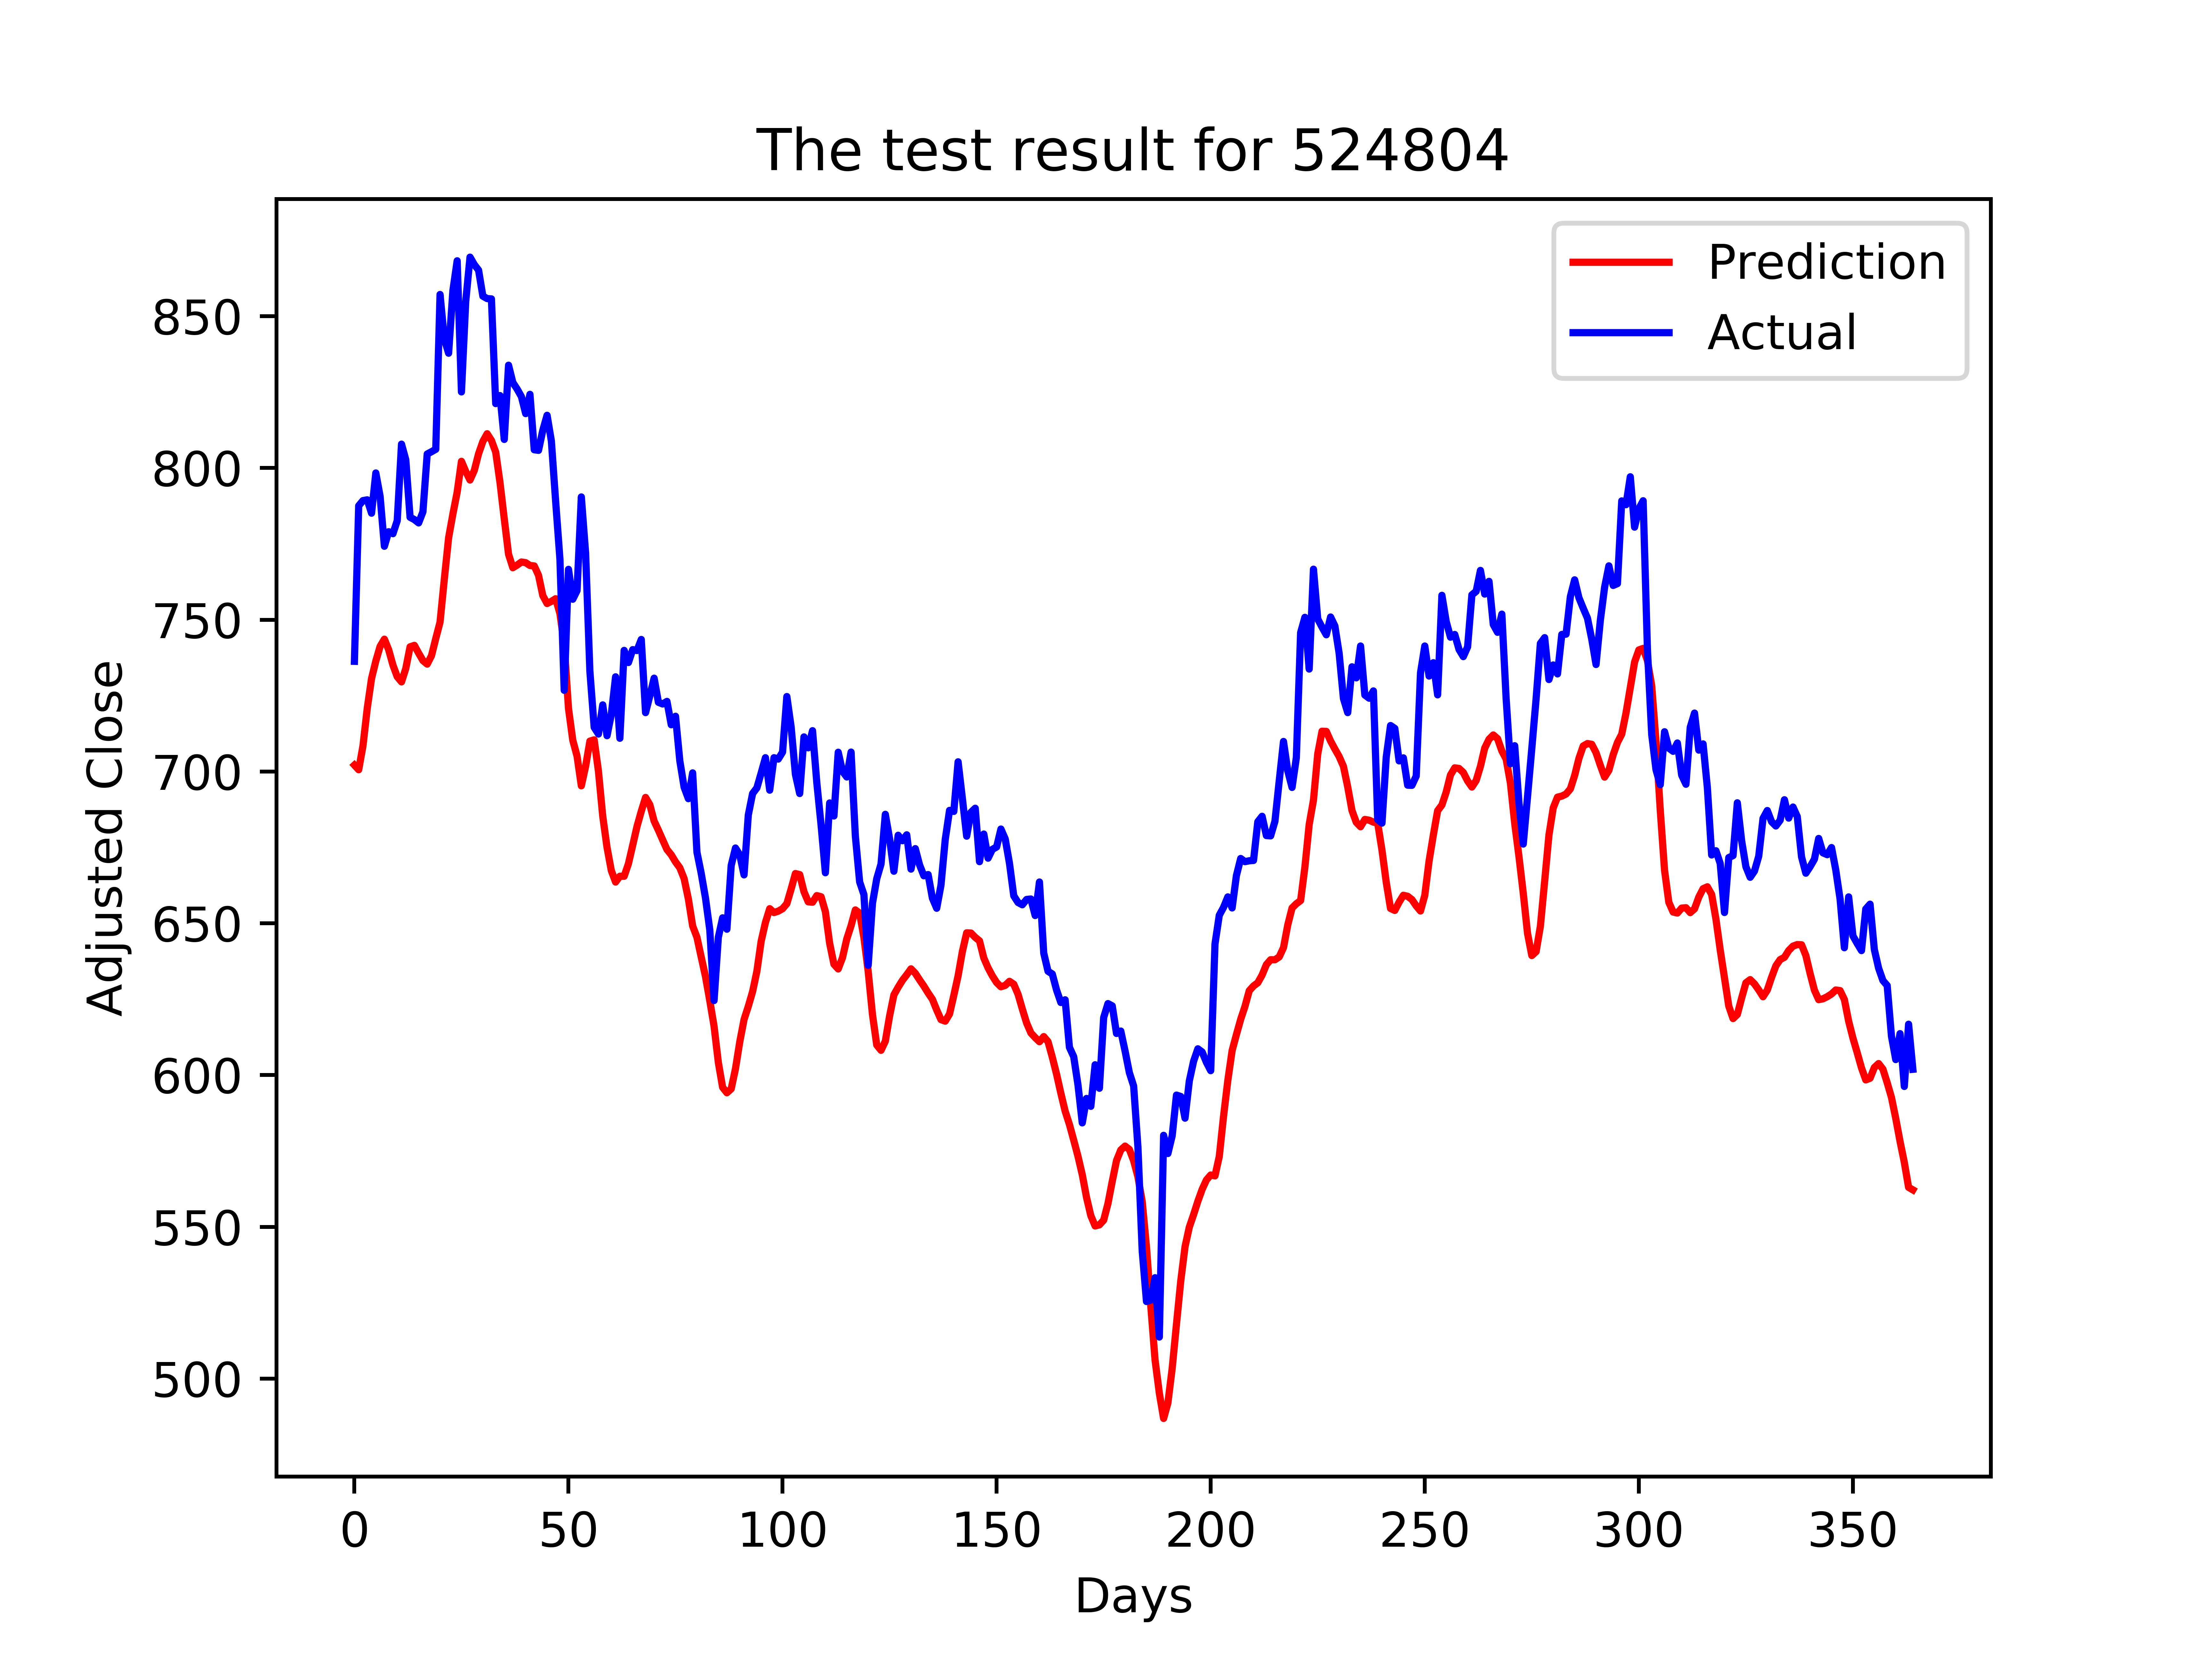 The test result for 524804
Prediction
Actual
850
800
750
700
650
600
550
500
Adjusted Close
0 50 100 150 200 250 300 350
Days